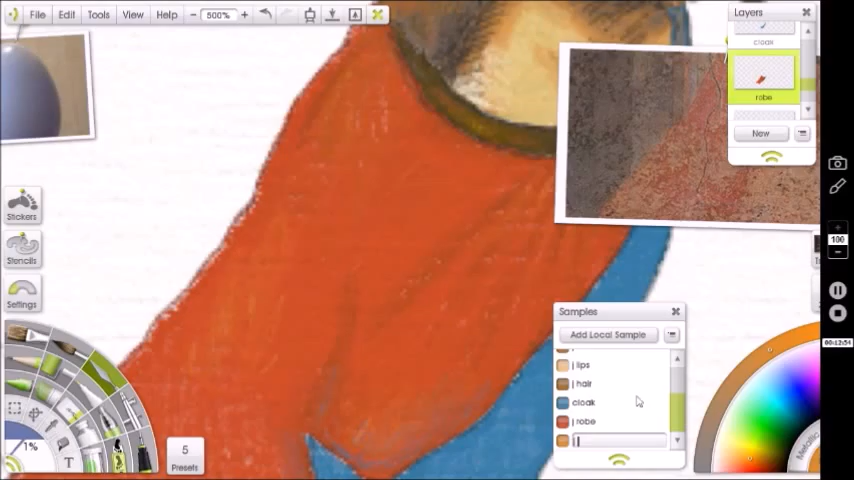 File Edit Tools View Help − 500% +
Layers
cloak
robe
New
Stickers
Stencils
Settings
1%
T
5
Presets
Samples
Add Local Sample
j lips
j hair
cloak
j robe
j
Metallic
100
00:12:54